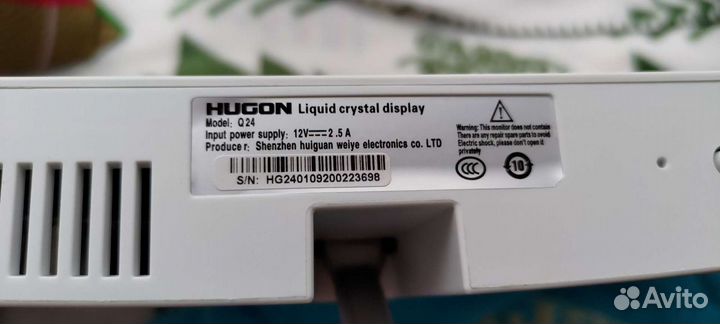 HUGON Liquid crystal display
Model: Q24
Input power supply: 12V⎓2.5A
Producer: Shenzhen huiguan weiye electronics co. LTD
S/N: HG240109200223698
Warning: This monitor does not contain
There are any repair spare parts to avoid
Electric shock, please don't open it.
CCC
10
Avito